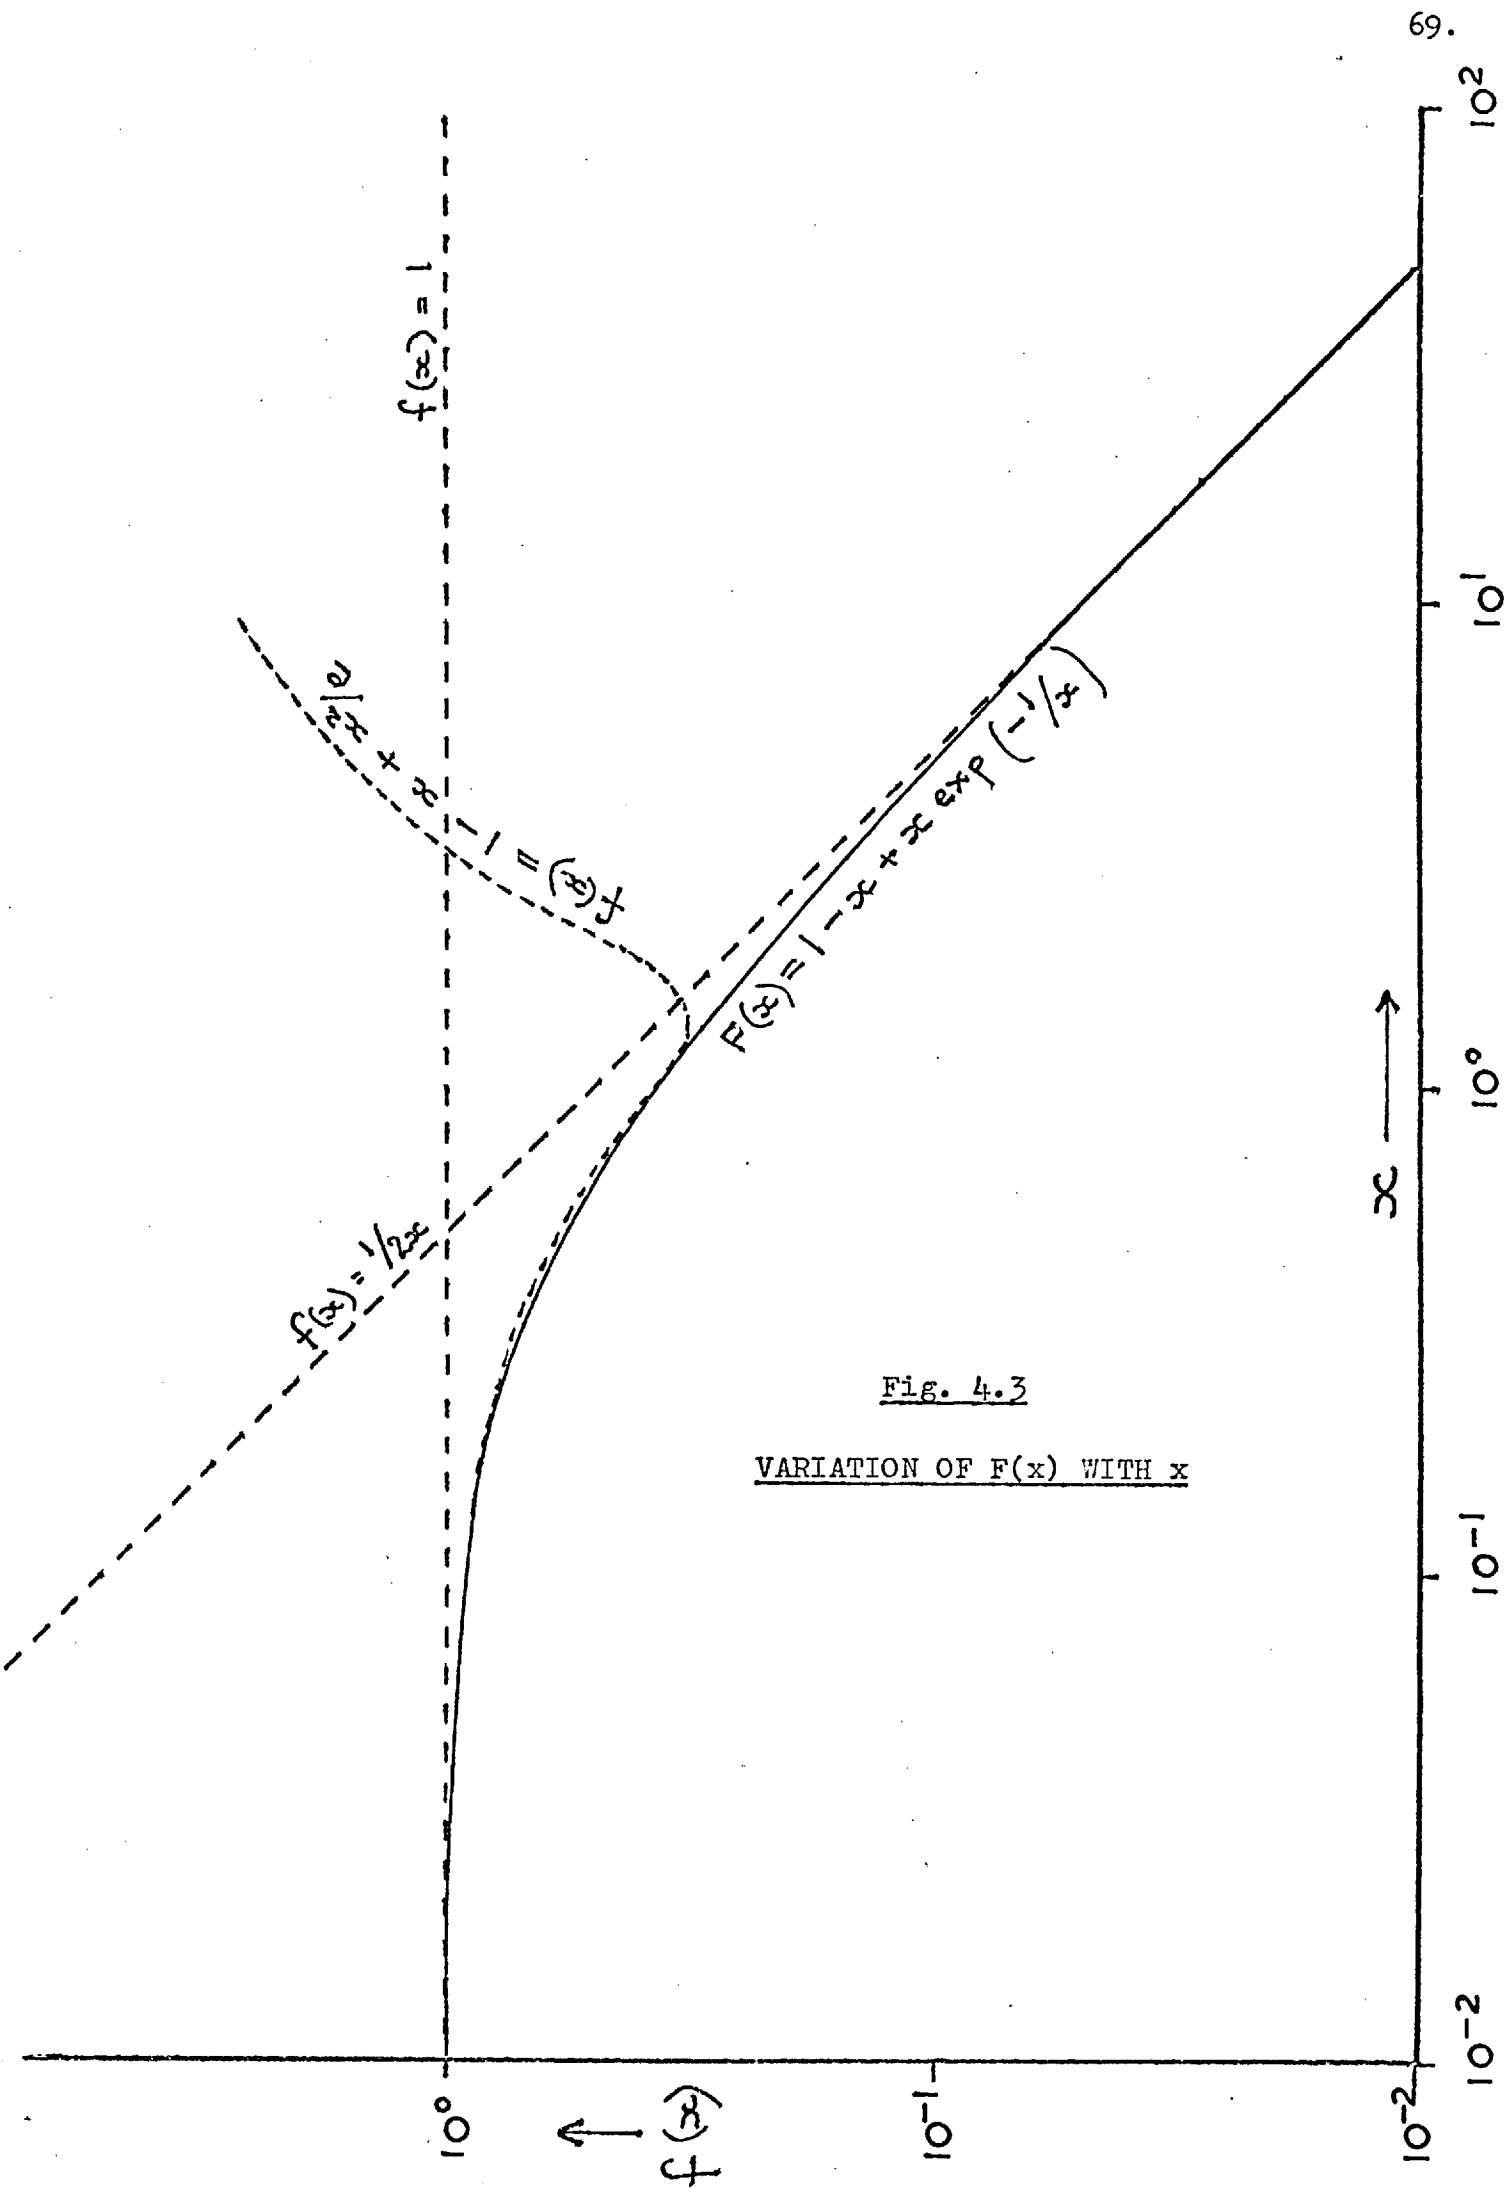 69.
f(x) = 1
f(x) = 1 - x + x²/e
f(x) = 1/2x
F(x) = 1 - x + x exp (-1/x)
Fig. 4.3
VARIATION OF F(x) WITH x
f(x)
10⁰
10⁻¹
10⁻²
x
10⁻²
10⁻¹
10⁰
10¹
10²